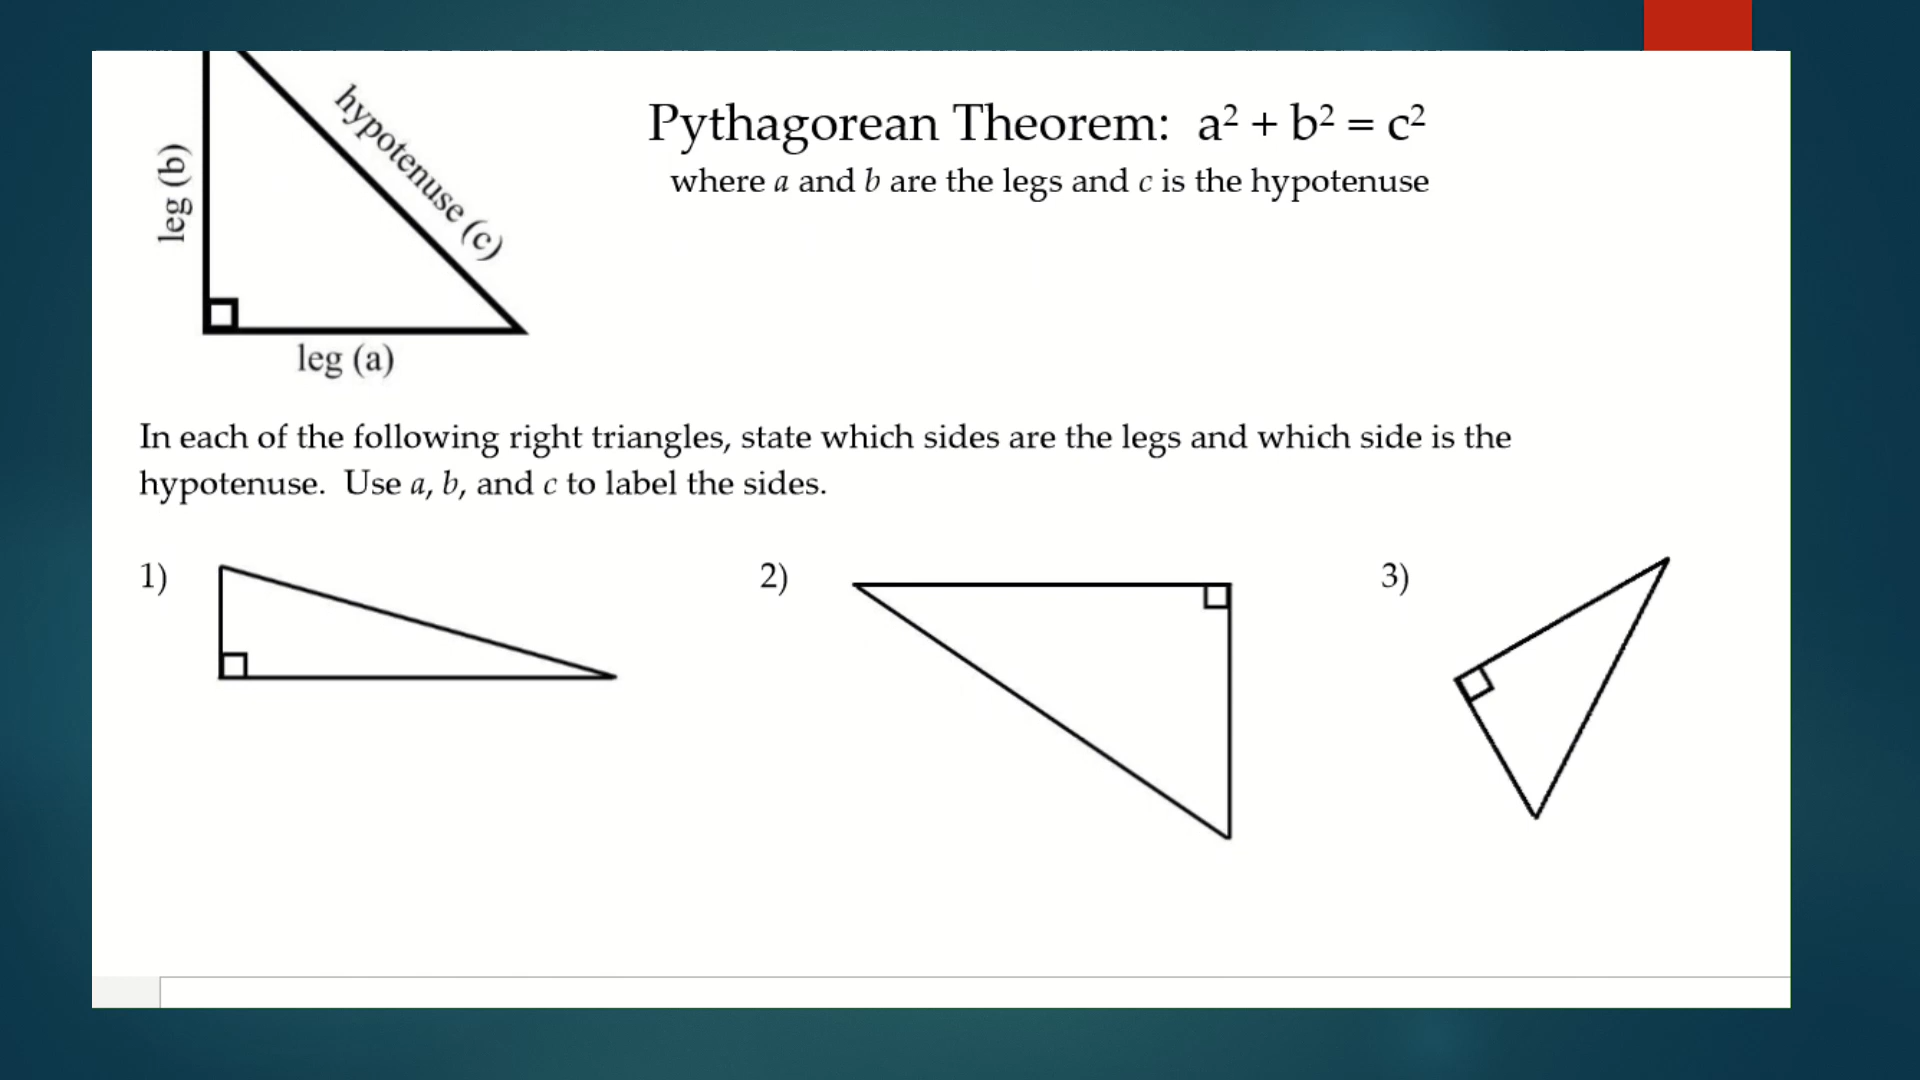 hypotenuse (c)
leg (b)
leg (a)
Pythagorean Theorem:  a² + b² = c²
where a and b are the legs and c is the hypotenuse
In each of the following right triangles, state which sides are the legs and which side is the
hypotenuse.  Use a, b, and c to label the sides.
1)
2)
3)